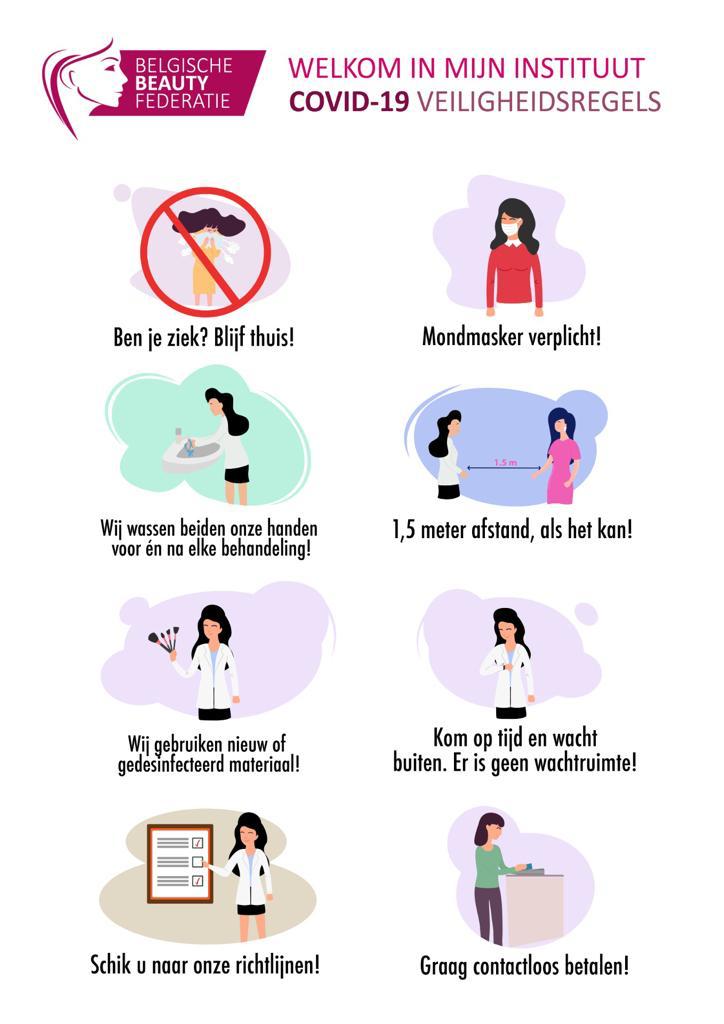 BELGISCHE
BEAUTY
FEDERATIE
WELKOM IN MIJN INSTITUUT
COVID-19 VEILIGHEIDSREGELS
Ben je ziek? Blijf thuis!
Mondmasker verplicht!
Wij wassen beiden onze handen
voor én na elke behandeling!
1.5 m
1,5 meter afstand, als het kan!
Wij gebruiken nieuw of
gedesinfecteerd materiaal!
Kom op tijd en wacht
buiten. Er is geen wachtruimte!
Schik u naar onze richtlijnen!
Graag contactloos betalen!